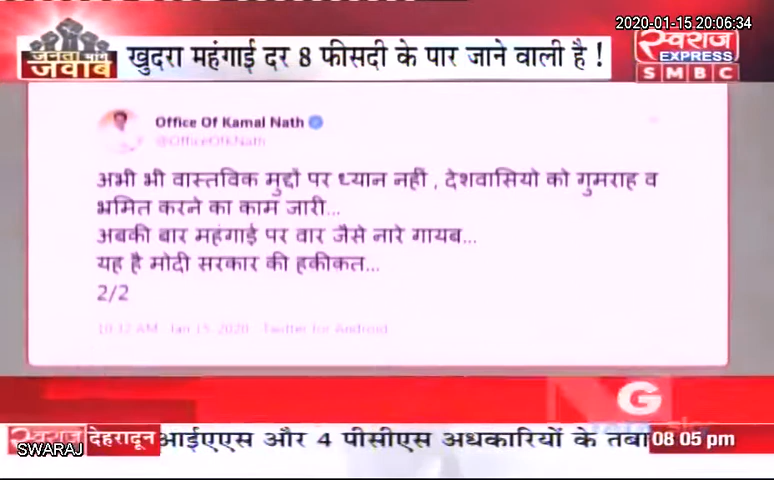 2020-01-15 20:06:34
जनता मांगे
जवाब
खुदरा महंगाई दर 8 फीसदी के पार जाने वाली है !
स्वराज
EXPRESS
SMBC
Office Of Kamal Nath
@OfficeOfKNath
अभी भी वास्तविक मुद्दों पर ध्यान नहीं , देशवासियो को गुमराह व
भ्रमित करने का काम जारी...
अबकी बार महंगाई पर वार जैसे नारे गायब...
यह है मोदी सरकार की हकीकत...
2/2
10:12 AM Jan 15, 2020 Twitter for Android
NG
स्वराज देहरादून आईएएस और 4 पीसीएस अधकारियों के तबा 08 05 pm
SWARAJ